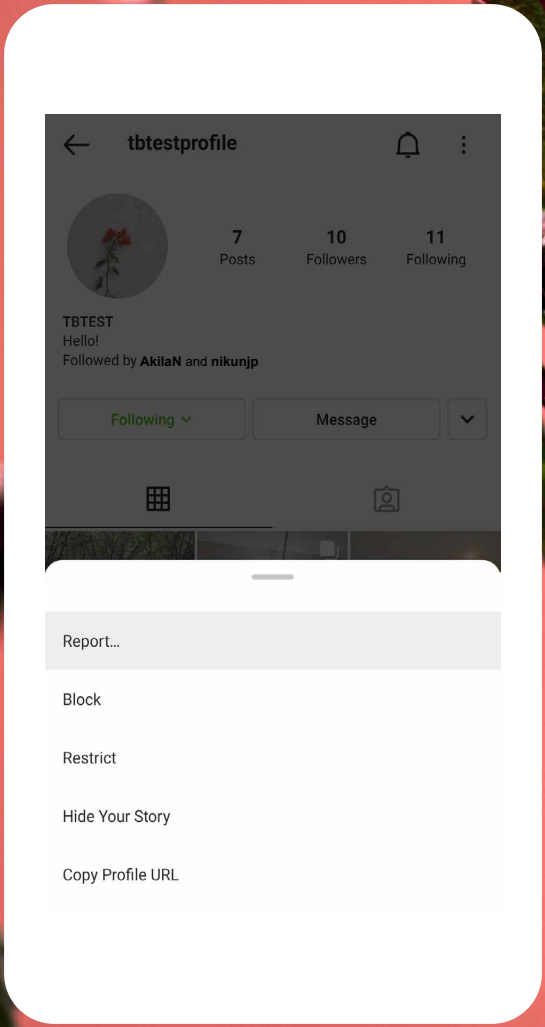 tbtestprofile
7 10 11
Posts Followers Following
TBTEST
Hello!
Followed by AkilaN and nikunjp
Following Message
Report...
Block
Restrict
Hide Your Story
Copy Profile URL